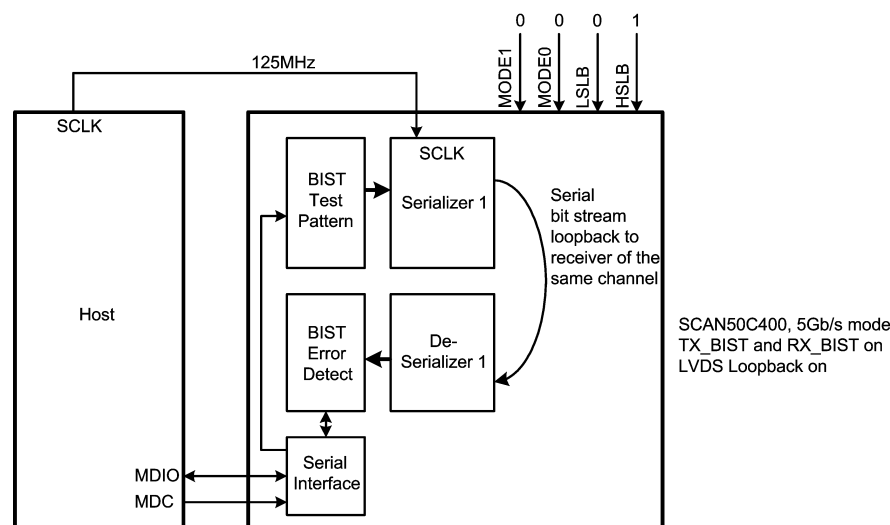 0 0 0 1
125MHz
MODE1
MODE0
LSLB
HSLB
SCLK
SCLK
BIST
Test
Pattern
Serializer 1
Serial
bit stream
loopback to
receiver of the
same channel
Host
BIST
Error
Detect
De-
Serializer 1
SCAN50C400, 5Gb/s mode
TX_BIST and RX_BIST on
LVDS Loopback on
Serial
Interface
MDIO
MDC